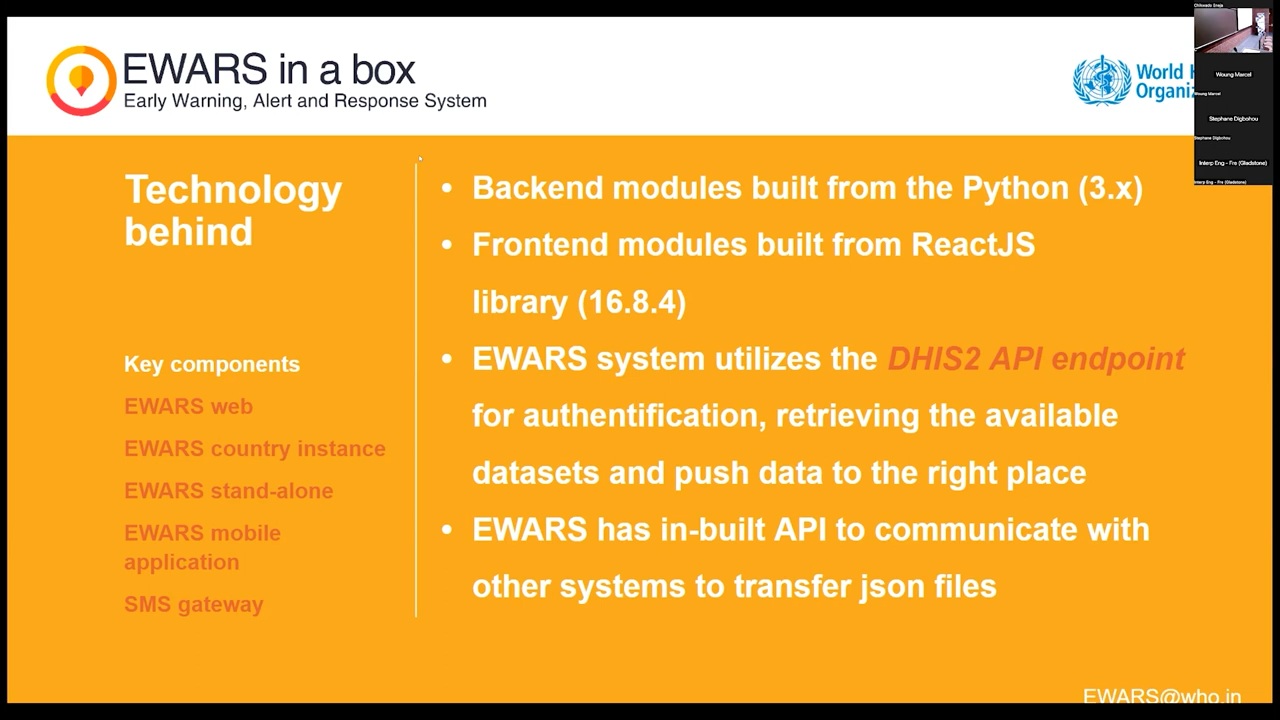 EWARS in a box
Early Warning, Alert and Response System
World H
Organiz
Chikwado Ereja
Woung Marcel
Woung Marcel
Stephane Digbohou
Stephane Digbohou
Interp Eng - Fre (Gladstone)
Interp Eng - Fre (Gladstone)
Technology
behind
Key components
EWARS web
EWARS country instance
EWARS stand-alone
EWARS mobile
application
SMS gateway
• Backend modules built from the Python (3.x)
• Frontend modules built from ReactJS
library (16.8.4)
• EWARS system utilizes the DHIS2 API endpoint
for authentification, retrieving the available
datasets and push data to the right place
• EWARS has in-built API to communicate with
other systems to transfer json files
EWARS@who.in